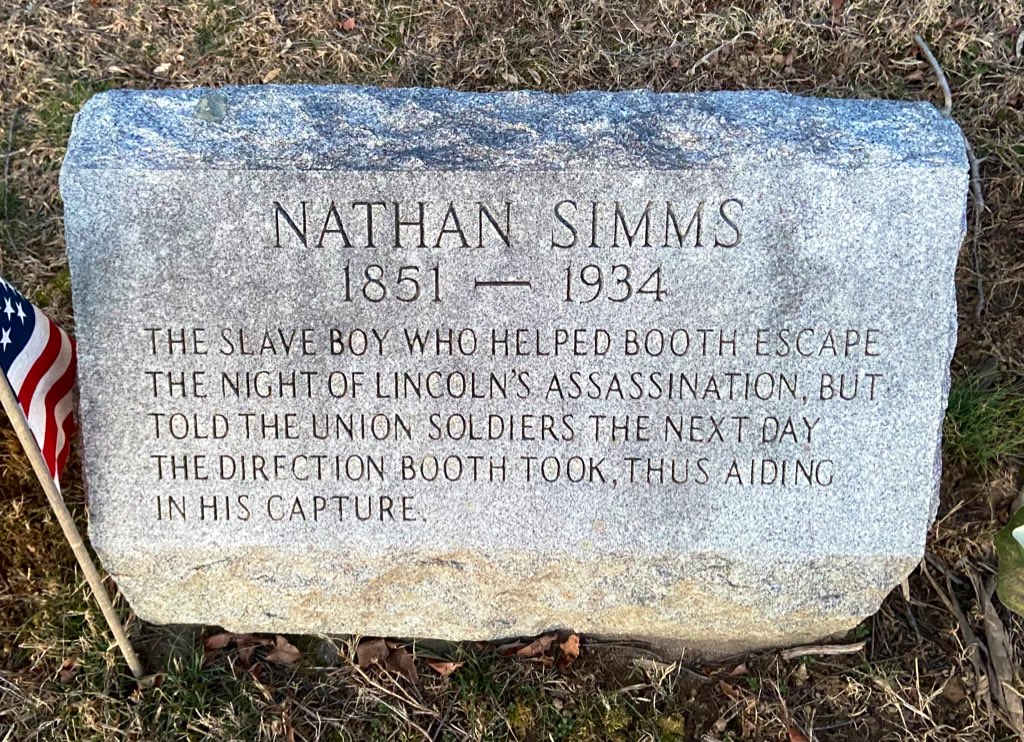 NATHAN SIMMS
1851 — 1934
THE SLAVE BOY WHO HELPED BOOTH ESCAPE
THE NIGHT OF LINCOLN'S ASSASSINATION, BUT
TOLD THE UNION SOLDIERS THE NEXT DAY
THE DIRECTION BOOTH TOOK, THUS AIDING
IN HIS CAPTURE.